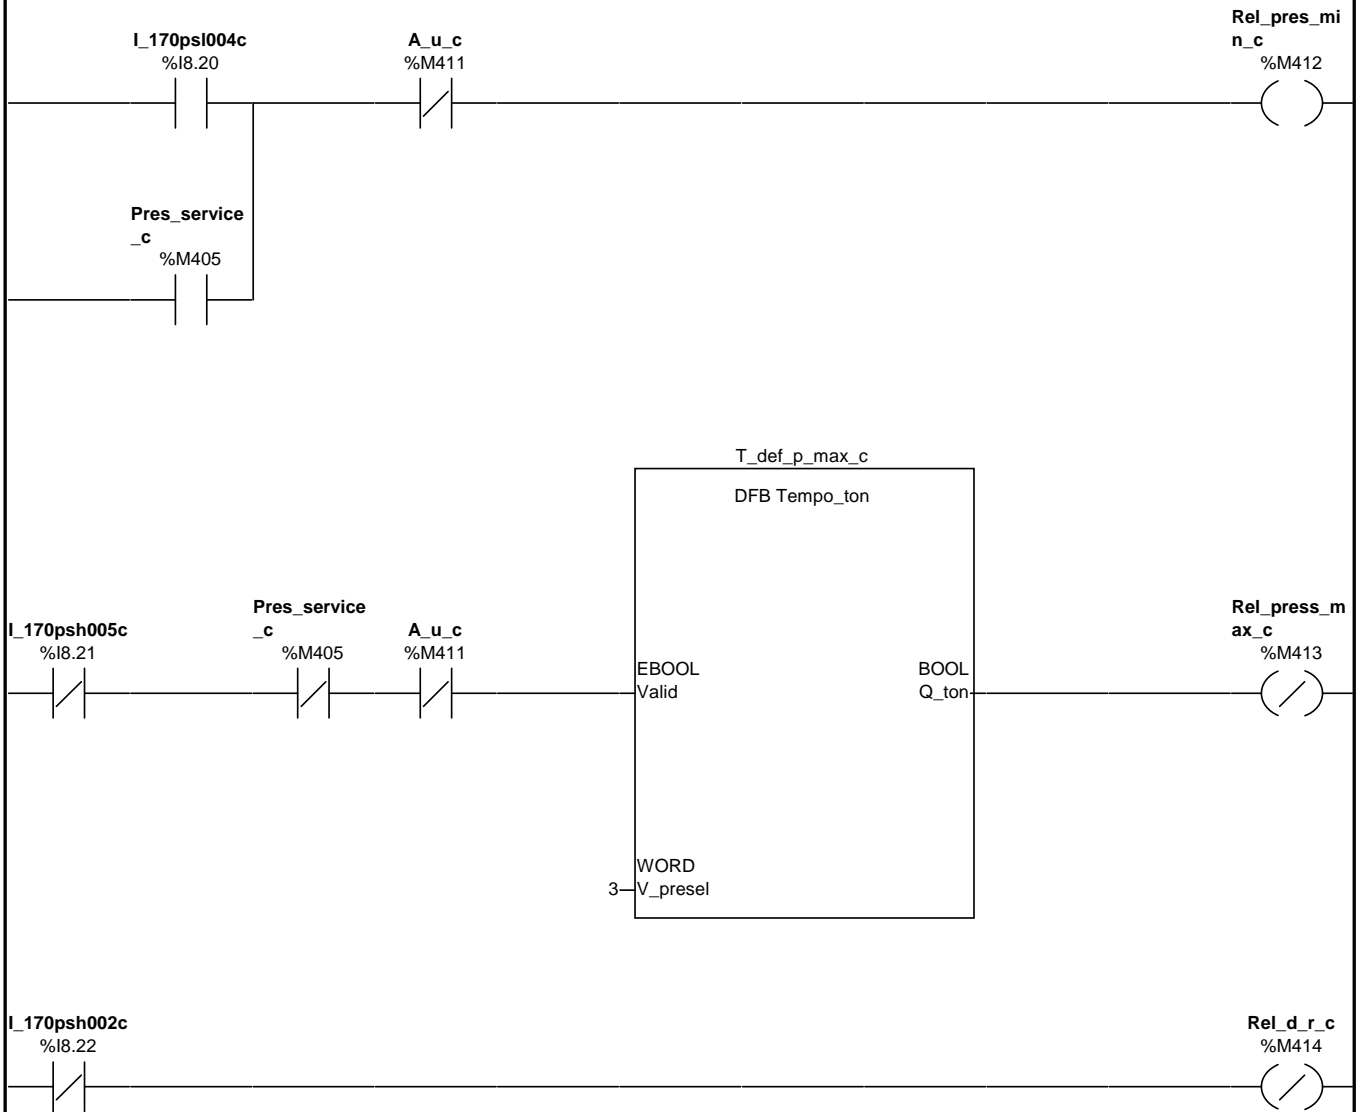 Rel_pres_mi
I_170psl004c A_u_c n_c
%I8.20 %M411 %M412
Pres_service
_c
%M405
T_def_p_max_c
DFB Tempo_ton
Pres_service Rel_press_m
I_170psh005c _c A_u_c ax_c
%I8.21 %M405 %M411 %M413
EBOOL BOOL
Valid Q_ton
WORD
3 V_presel
I_170psh002c Rel_d_r_c
%I8.22 %M414